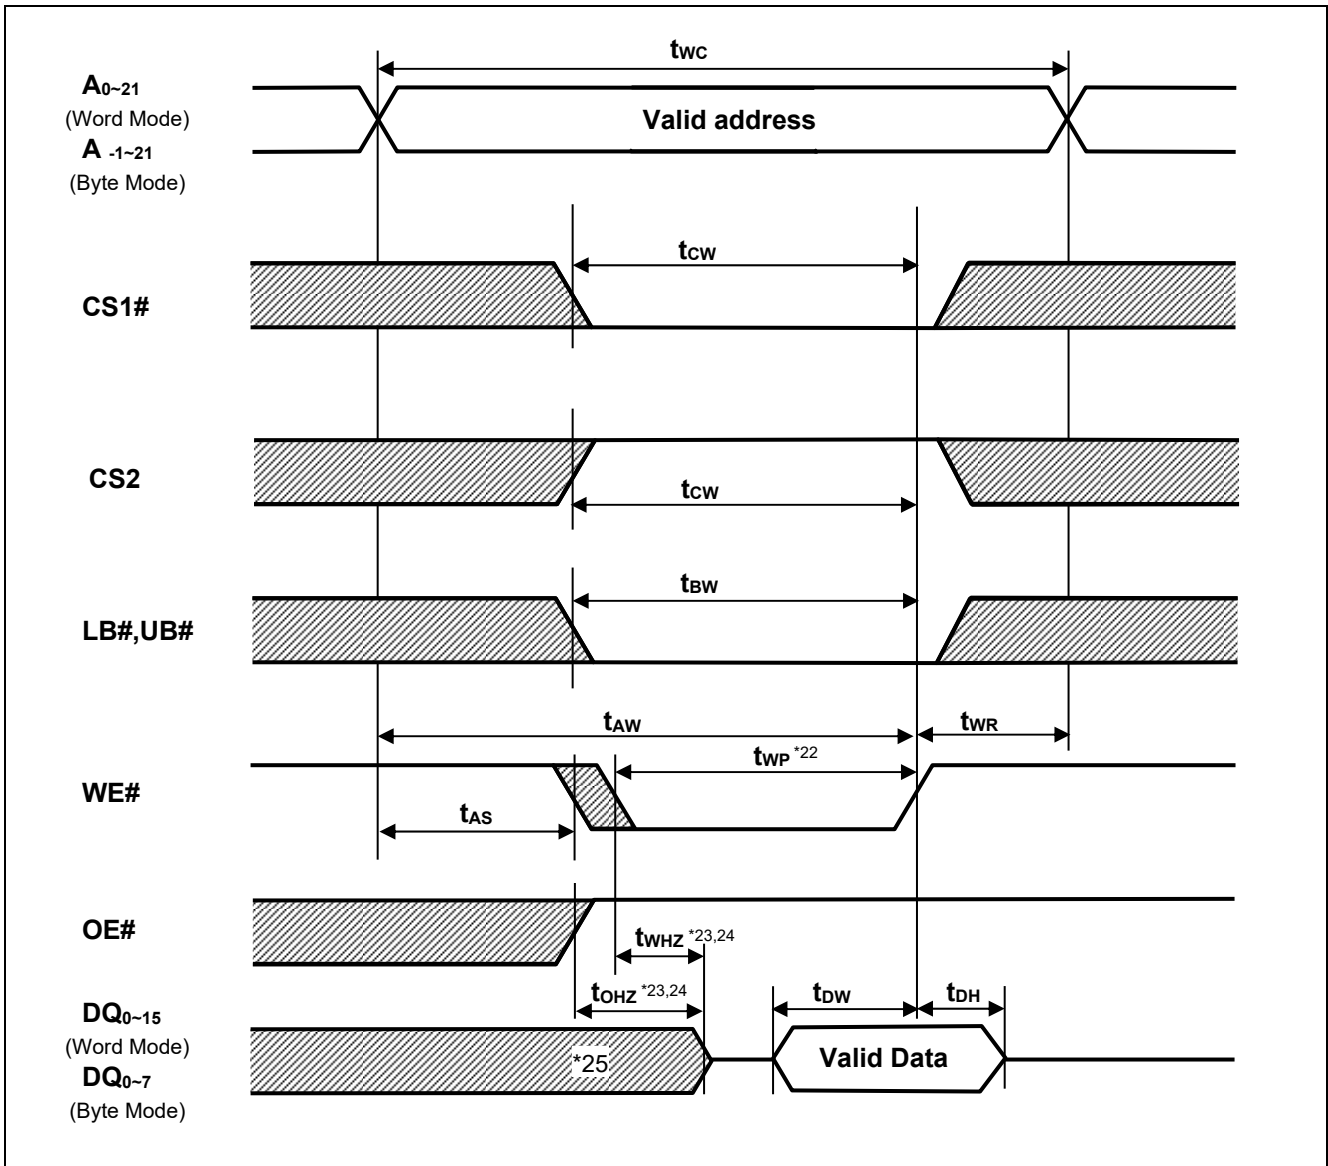 tWC
A0~21
(Word Mode)
A -1~21
(Byte Mode)
Valid address
tCW
CS1#
CS2
tCW
tBW
LB#,UB#
tAW
tWR
tWP *22
WE#
tAS
OE#
tWHZ *23,24
tOHZ *23,24
tDW
tDH
DQ0~15
(Word Mode)
DQ0~7
(Byte Mode)
*25
Valid Data